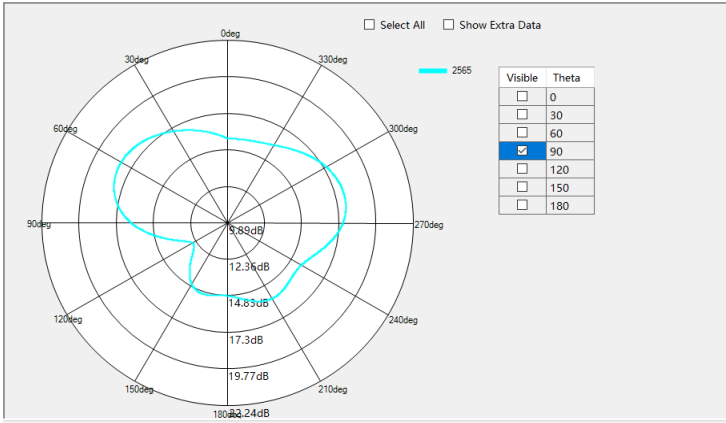 Select All
Show Extra Data
0deg
30deg
330deg
2565
Visible
Theta
0
30
60
90
120
150
180
60deg
300deg
90deg
270deg
9.89dB
12.36dB
14.83dB
17.3dB
19.77dB
22.24dB
120deg
240deg
150deg
210deg
180deg